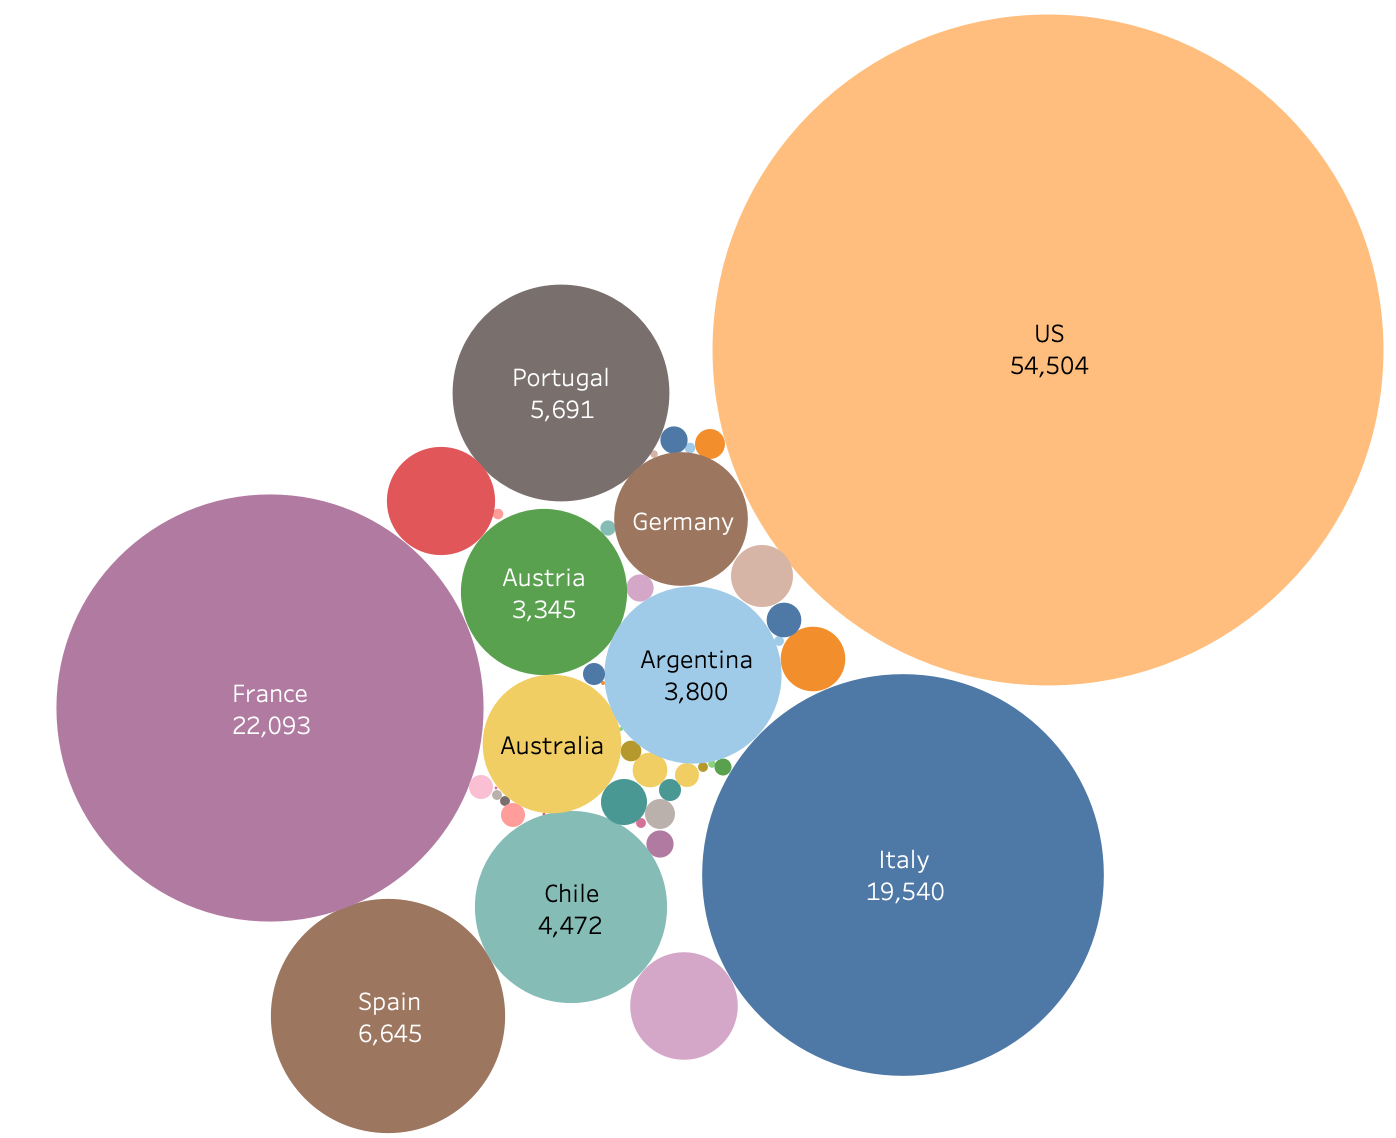 US
54,504
Portugal
5,691
Germany
Austria
3,345
Argentina
3,800
France
22,093
Australia
Italy
19,540
Chile
4,472
Spain
6,645